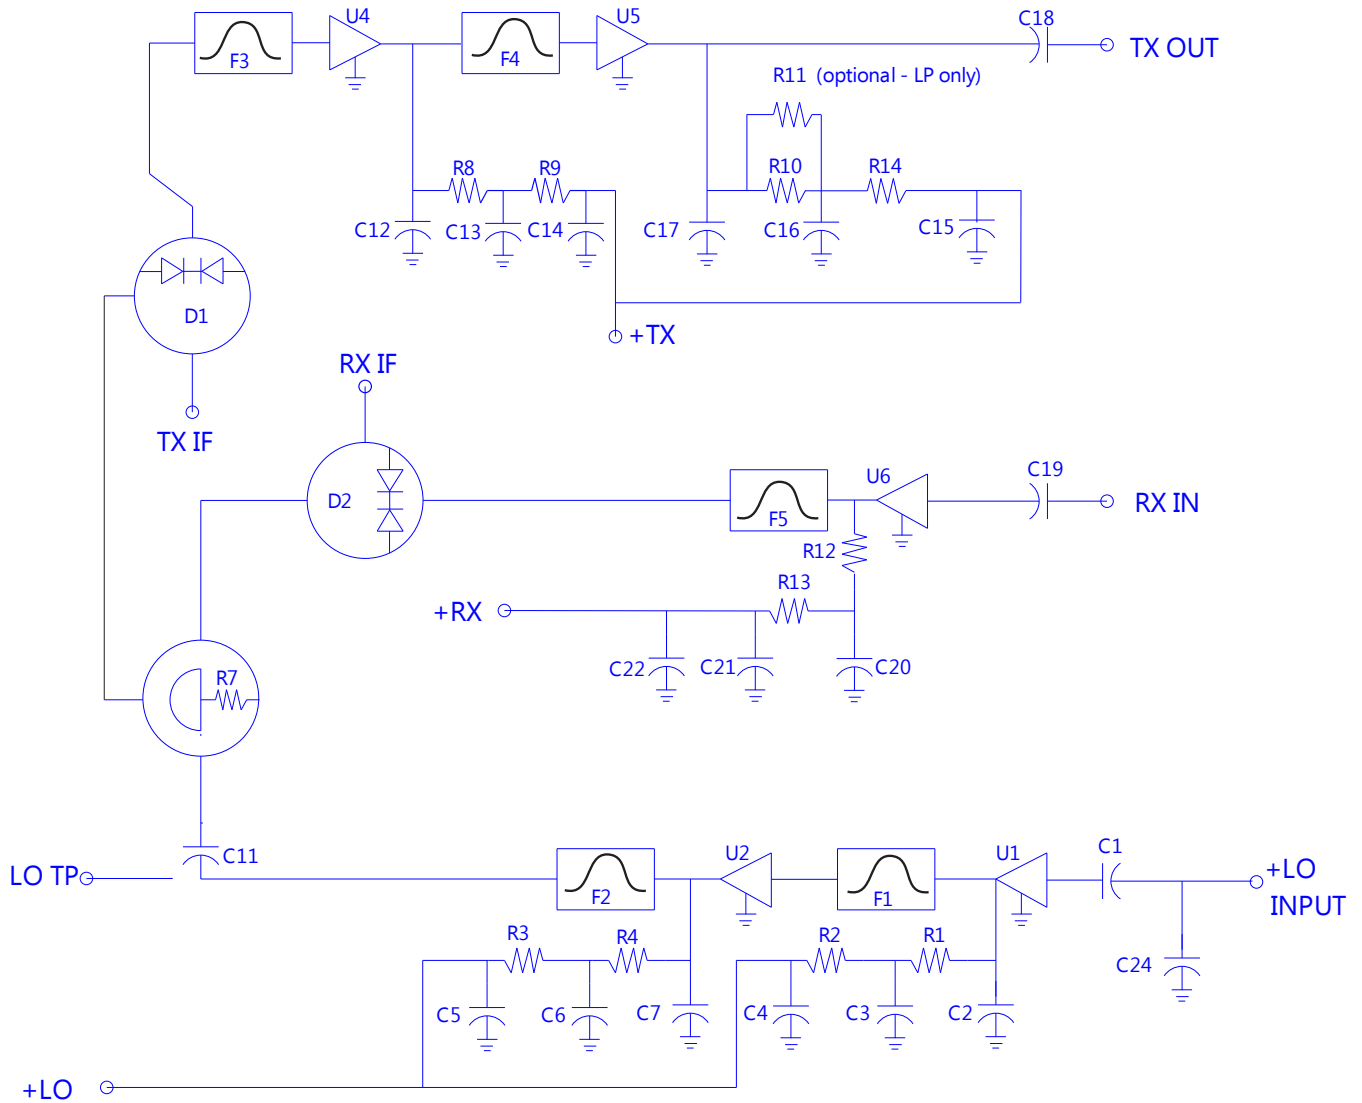 U4
U5
C18
TX OUT
F3
F4
R11 (optional - LP only)
R8
R9
R10
R14
C12
C13
C14
C17
C16
C15
D1
+TX
RX IF
TX IF
C19
U6
D2
RX IN
F5
R12
R13
+RX
C22
C21
C20
R7
LO TP
C11
U2
U1
C1
+LO
INPUT
F2
F1
R3
R4
R2
R1
C24
C5
C6
C7
C4
C3
C2
+LO